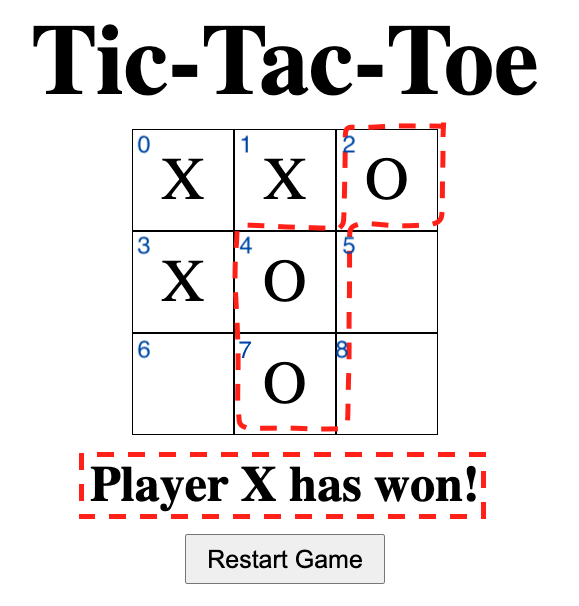 Tic-Tac-Toe
0 1 2
X X O
3 4 5
X O
6 7 8
O
Player X has won!
Restart Game